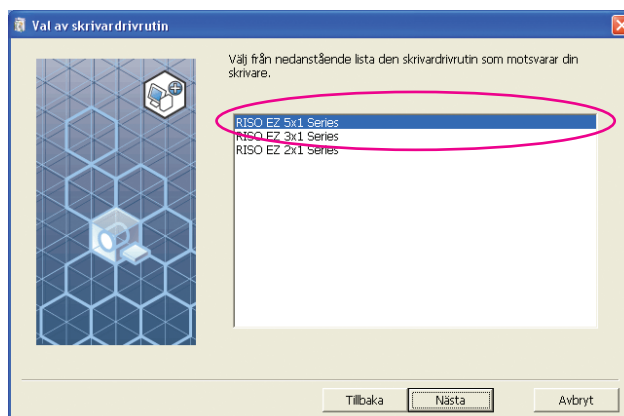 Val av skrivardrivrutin
Välj från nedanstående lista den skrivardrivrutin som motsvarar din
skrivare.
RISO EZ 5x1 Series
RISO EZ 3x1 Series
RISO EZ 2x1 Series
Tillbaka
Nästa
Avbryt